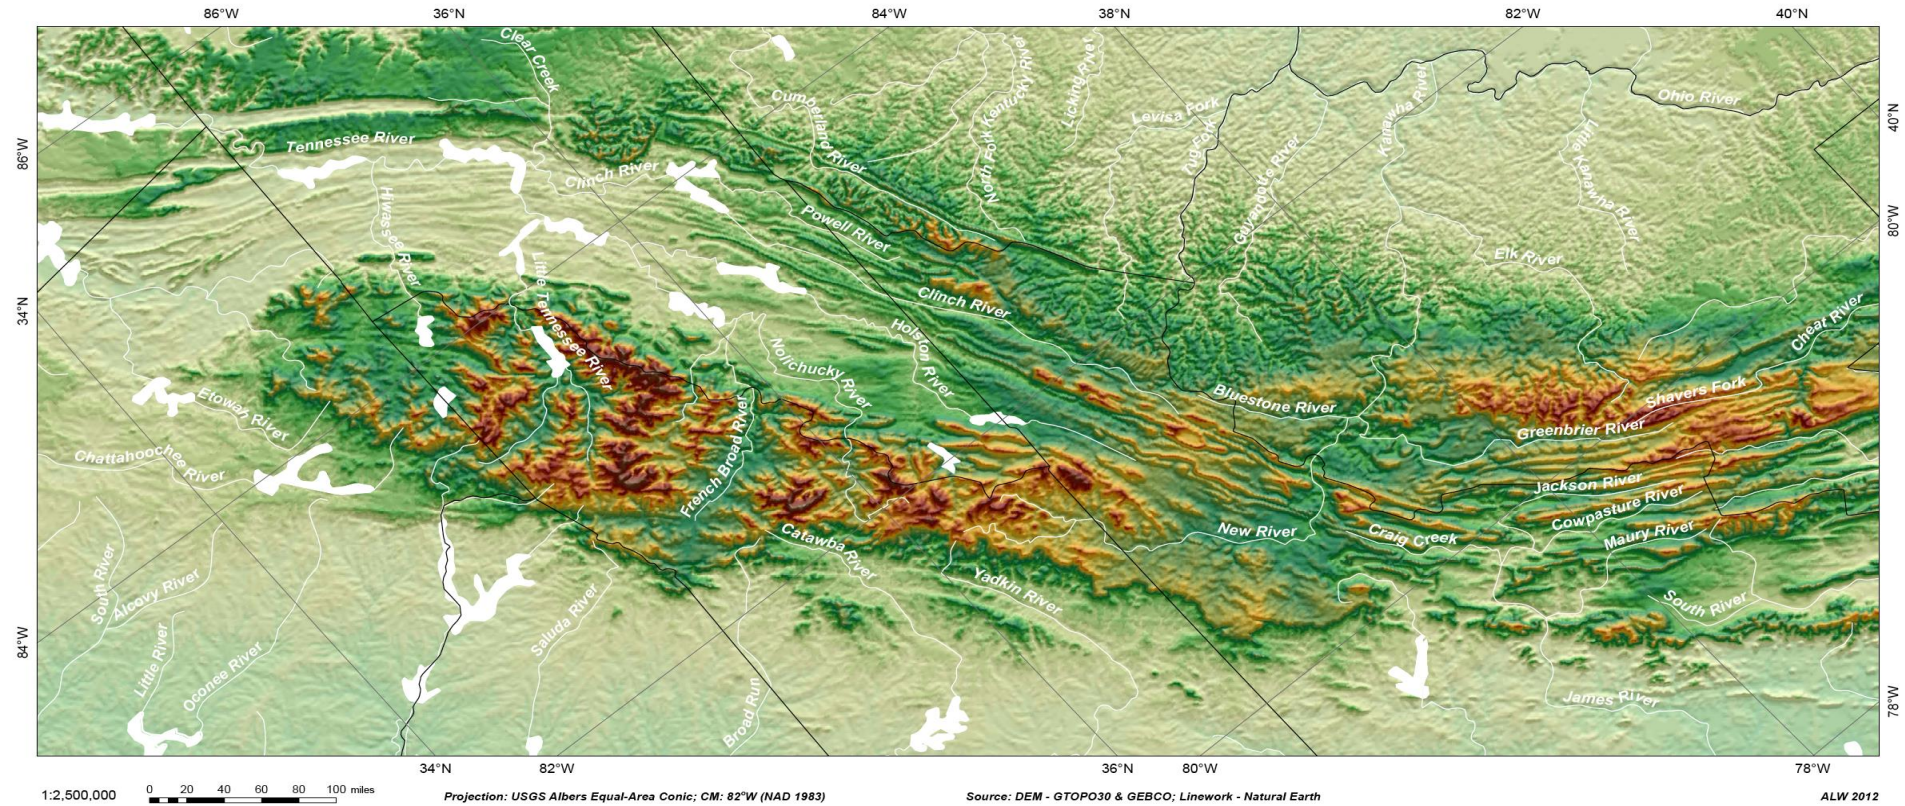 86°W 36°N 84°W 38°N 82°W 40°N
Clear Creek
Cumberland River
North Fork Kentucky River
Licking River
Levisa Fork
Tug Fork
Guyandotte River
Kanawha River
Little Kanawha River
Ohio River
40°N
86°W
Tennessee River
Clinch River
Hiwassee River
Powell River
Elk River
80°W
34°N
Little Tennessee River
Clinch River
Holston River
Nolichucky River
Cheat River
Etowah River
Bluestone River
Shavers Fork
Greenbrier River
Chattahoochee River
French Broad River
Jackson River
Cowpasture River
Maury River
Catawba River
New River
Craig Creek
South River
Alcovy River
Yadkin River
South River
84°W
Little River
Oconee River
Saluda River
Broad Run
James River
78°W
34°N 82°W 36°N 80°W 78°W
1:2,500,000 0 20 40 60 80 100 miles Projection: USGS Albers Equal-Area Conic; CM: 82°W (NAD 1983) Source: DEM - GTOPO30 & GEBCO; Linework - Natural Earth ALW 2012